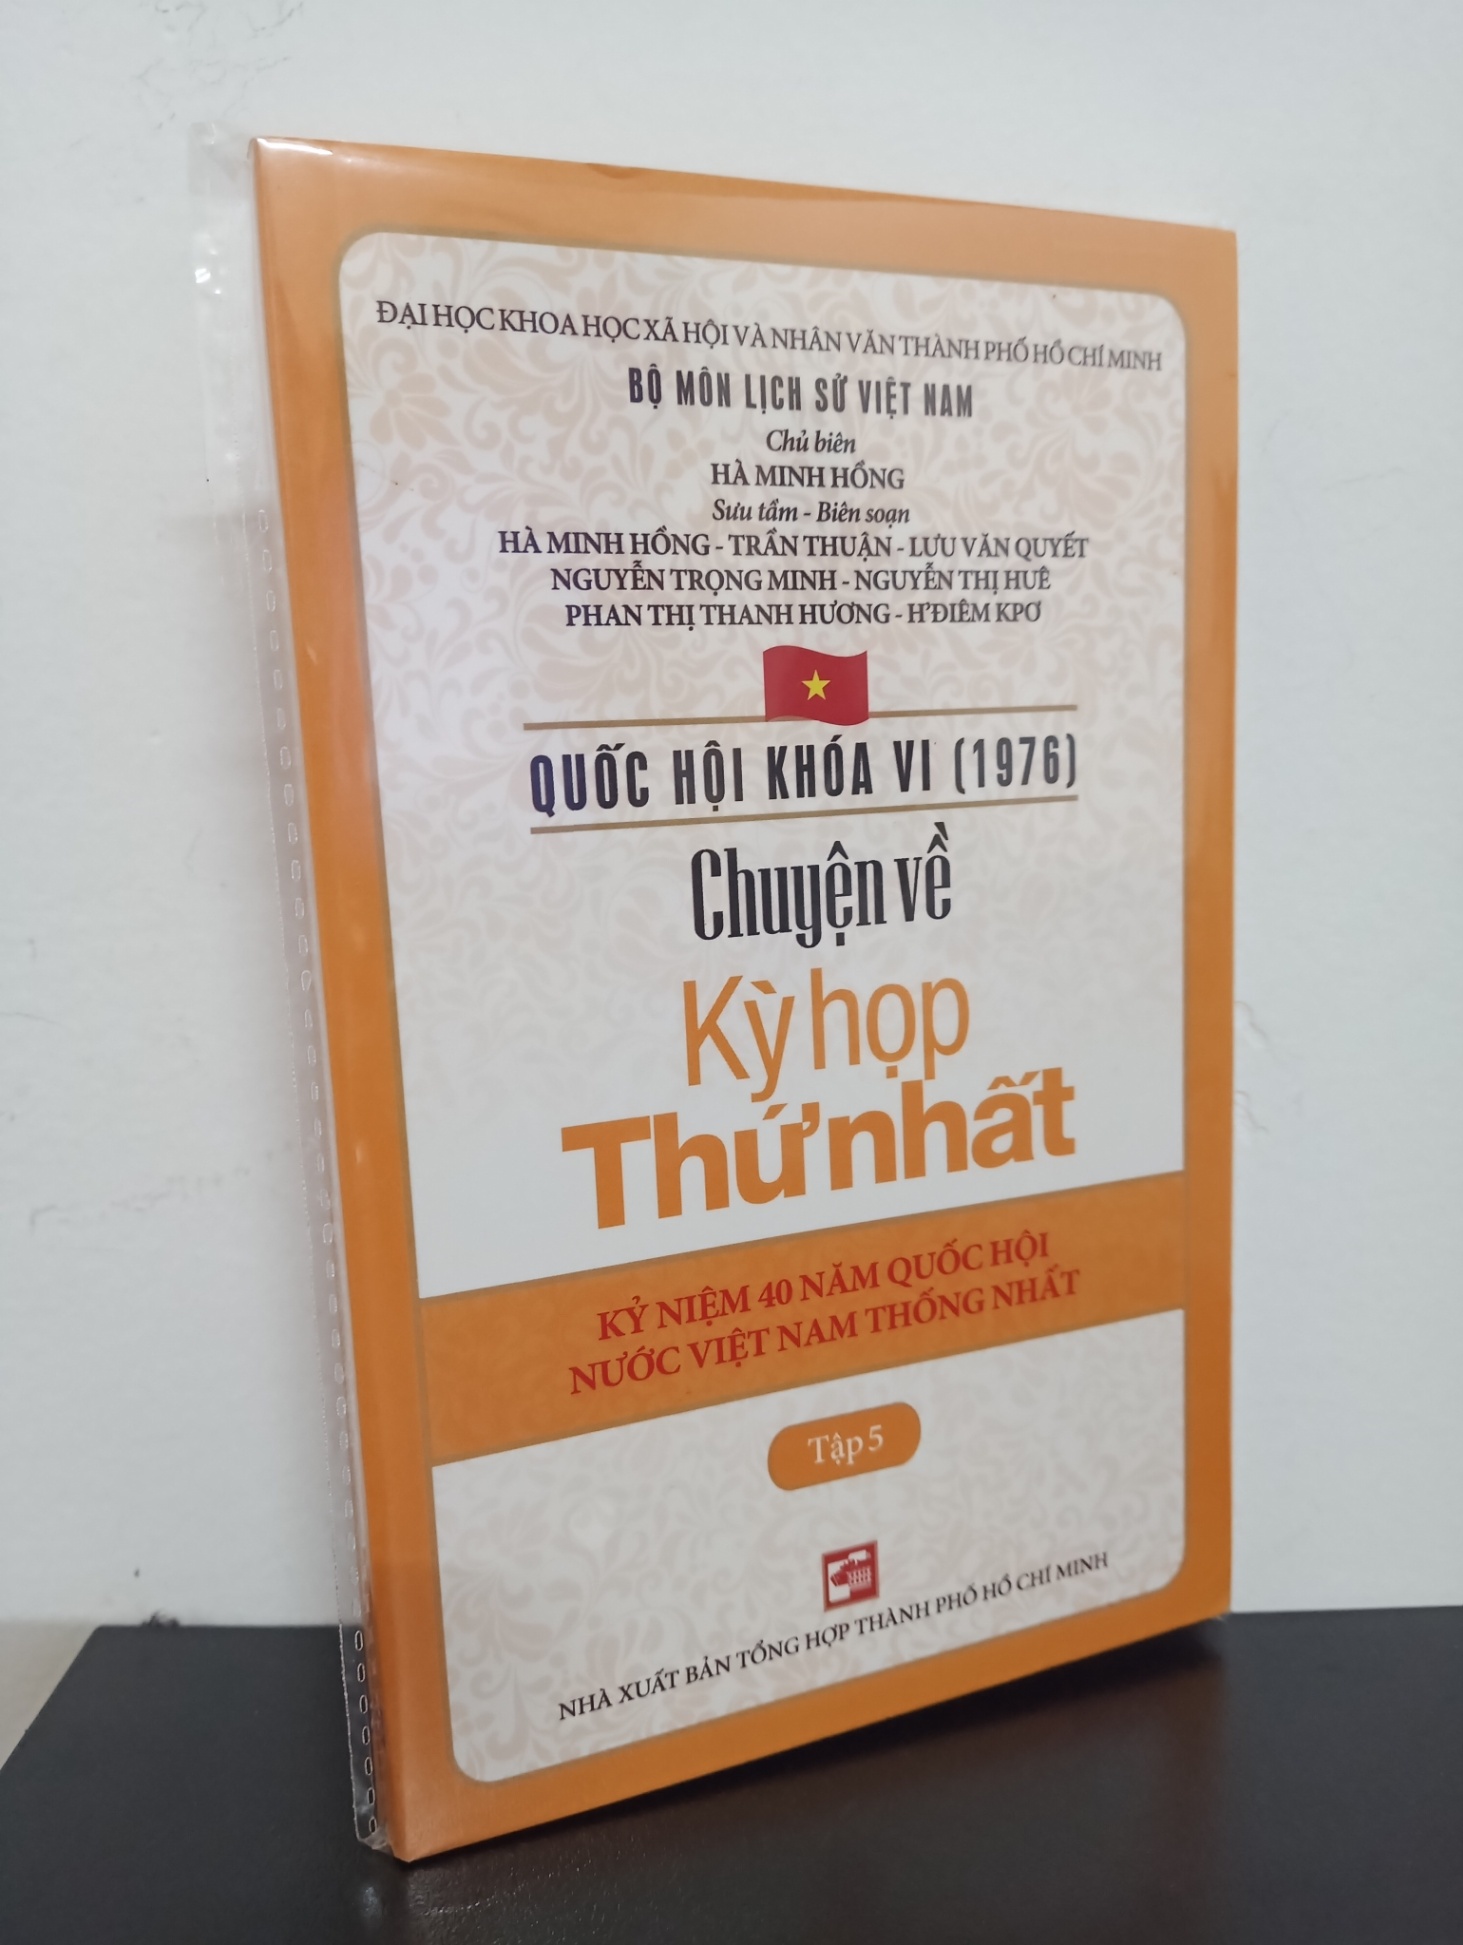 ĐẠI HỌC KHOA HỌC XÃ HỘI VÀ NHÂN VĂN THÀNH PHỐ HỒ CHÍ MINH
BỘ MÔN LỊCH SỬ VIỆT NAM
Chủ biên
HÀ MINH HỒNG
Sưu tầm - Biên soạn
HÀ MINH HỒNG - TRẦN THUẬN - LƯU VĂN QUYẾT
NGUYỄN TRỌNG MINH - NGUYỄN THỊ HUÊ
PHAN THỊ THANH HƯƠNG - H'ĐIÊM KPƠ
QUỐC HỘI KHÓA VI (1976)
Chuyện về
Kỳ họp
Thứ nhất
KỶ NIỆM 40 NĂM QUỐC HỘI
NƯỚC VIỆT NAM THỐNG NHẤT
Tập 5
NHÀ XUẤT BẢN TỔNG HỢP THÀNH PHỐ HỒ CHÍ MINH